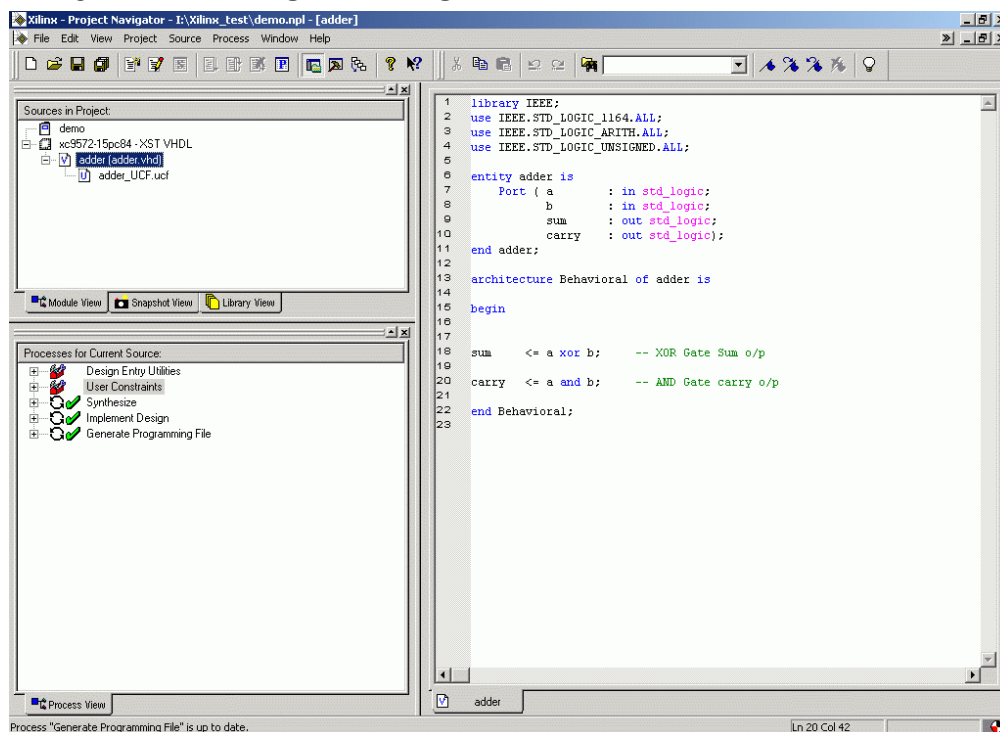 Xilinx - Project Navigator - I:\Xilinx_test\demo.npl - [adder]
File Edit View Project Source Process Window Help
Sources in Project:
demo
xc9572-15pc84 - XST VHDL
adder (adder.vhd)
adder_UCF.ucf
Module View Snapshot View Library View
Processes for Current Source:
Design Entry Utilities
User Constraints
Synthesize
Implement Design
Generate Programming File
Process View
1 library IEEE;
2 use IEEE.STD_LOGIC_1164.ALL;
3 use IEEE.STD_LOGIC_ARITH.ALL;
4 use IEEE.STD_LOGIC_UNSIGNED.ALL;
5
6 entity adder is
7 Port ( a : in std_logic;
8 b : in std_logic;
9 sum : out std_logic;
10 carry : out std_logic);
11 end adder;
12
13 architecture Behavioral of adder is
14
15 begin
16
17
18 sum <= a xor b; -- XOR Gate Sum o/p
19
20 carry <= a and b; -- AND Gate carry o/p
21
22 end Behavioral;
23
adder
Process "Generate Programming File" is up to date.
Ln 20 Col 42